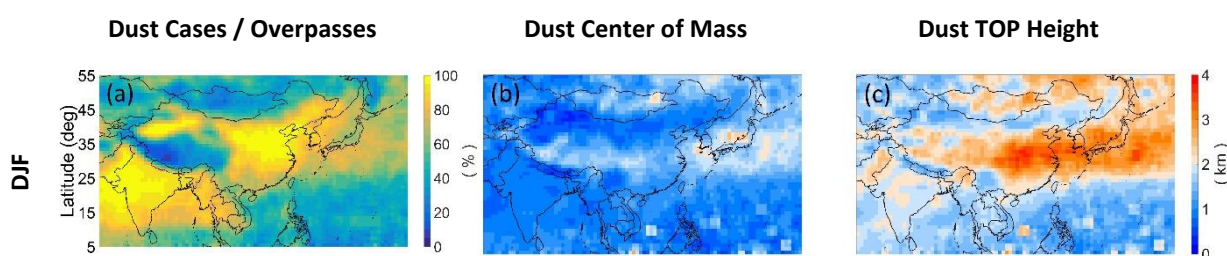 Dust Cases / Overpasses
Dust Center of Mass
Dust TOP Height
DJF
Latitude (deg)
55
45
35
25
15
5
(a)
100
80
60
40
20
0
( % )
(b)
(c)
4
3
2
1
0
( km )